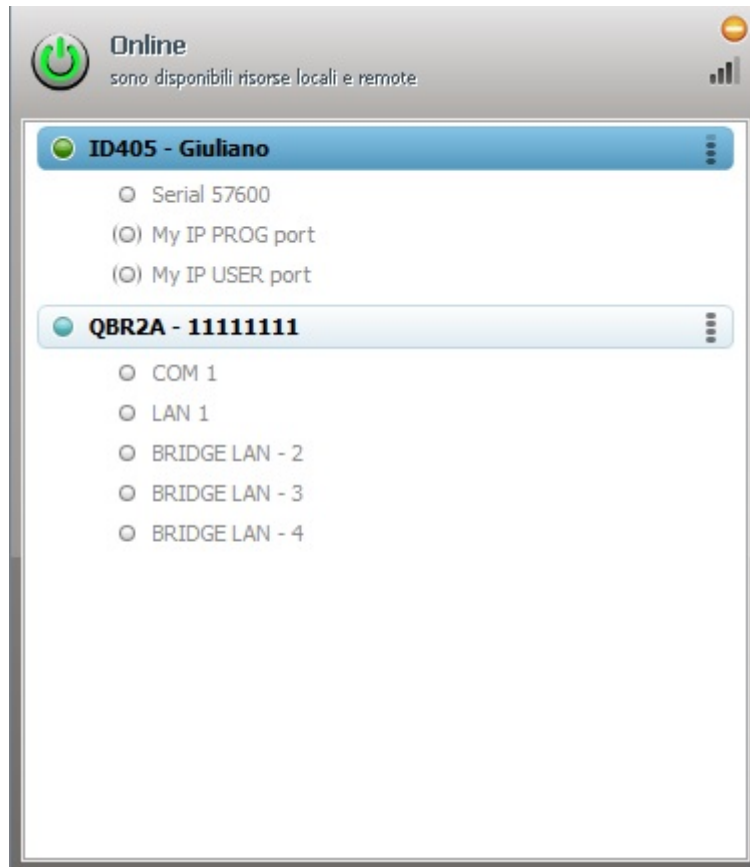 Online
sono disponibili risorse locali e remote
ID405 - Giuliano
Serial 57600
My IP PROG port
My IP USER port
QBR2A - 11111111
COM 1
LAN 1
BRIDGE LAN - 2
BRIDGE LAN - 3
BRIDGE LAN - 4